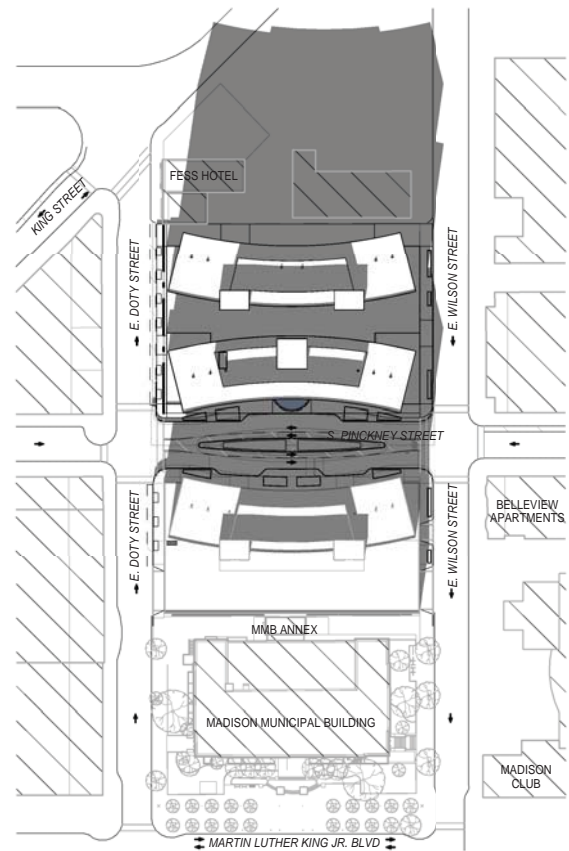 FESS HOTEL
KING STREET
E. DOTY STREET
E. WILSON STREET
S. PINCKNEY STREET
E. DOTY STREET
E. WILSON STREET
BELLEVIEW
APARTMENTS
MMB ANNEX
MADISON MUNICIPAL BUILDING
MADISON
CLUB
MARTIN LUTHER KING JR. BLVD